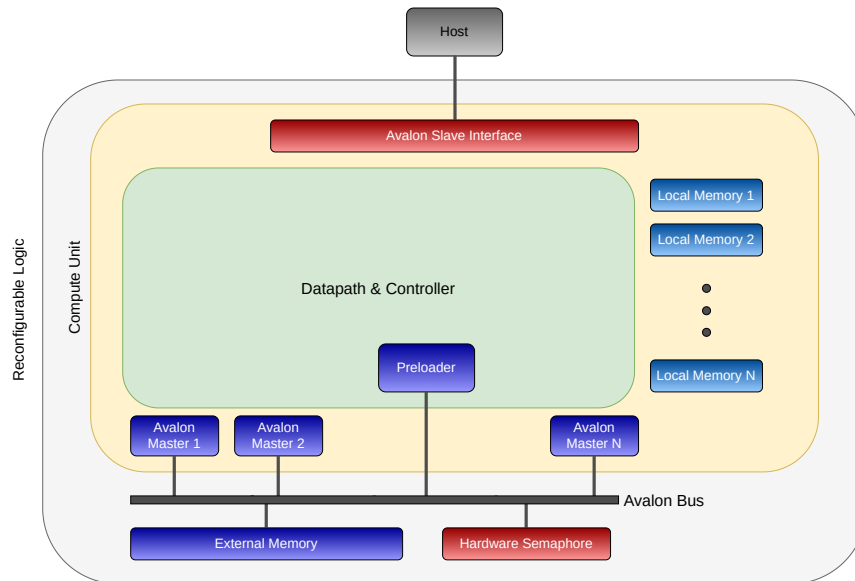 Host
Avalon Slave Interface
Local Memory 1
Local Memory 2
Reconfigurable Logic
Compute Unit
Datapath & Controller
Preloader
Local Memory N
Avalon
Master 1
Avalon
Master 2
Avalon
Master N
Avalon Bus
External Memory
Hardware Semaphore